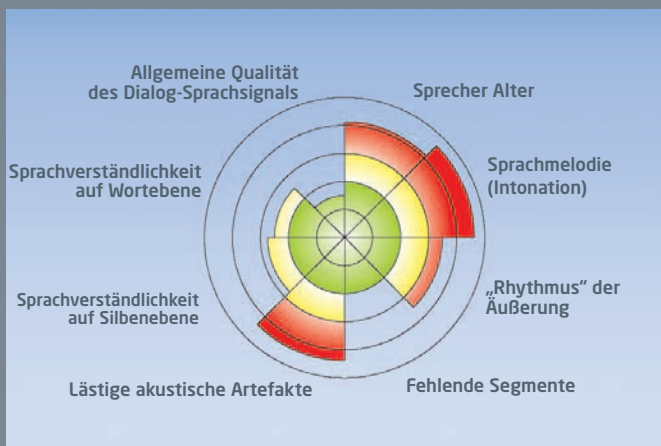 Allgemeine Qualität
des Dialog-Sprachsignals
Sprecher Alter
Sprachverständlichkeit
auf Wortebene
Sprachmelodie
(Intonation)
Sprachverständlichkeit
auf Silbenebene
„Rhythmus" der
Äußerung
Lästige akustische Artefakte
Fehlende Segmente